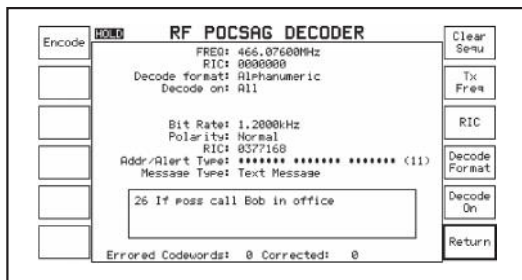 Encode
HOLD RF POCSAG DECODER
FREQ: 466.07600MHz
RIC: 0000000
Decode format: Alphanumeric
Decode on: All
Bit Rate: 1.2000kHz
Polarity: Normal
RIC: 0377168
Addr/Alert Type: ♦♦♦♦♦♦♦ ♦♦♦♦♦♦♦ ♦♦♦♦♦♦♦ (11)
Message Type: Text Message
26 If poss call Bob in office
Errored Codewords: 0 Corrected: 0
Clear
Sequ
Tx
Freq
RIC
Decode
Format
Decode
On
Return